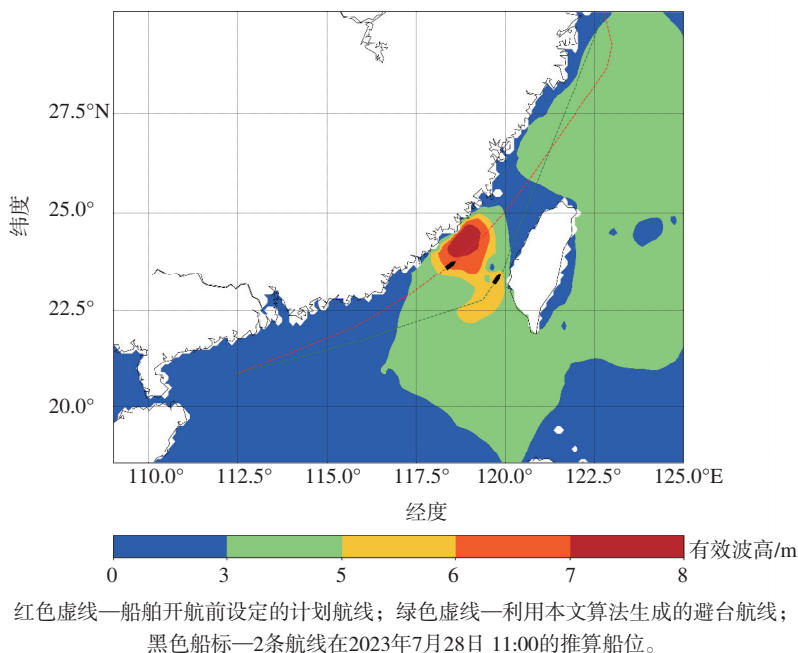 27.5°N
25.0°
22.5°
20.0°
纬度
110.0° 112.5° 115.0° 117.5° 120.0° 122.5° 125.0°E
经度
有效波高/m
0 3 5 6 7 8
红色虚线—船舶开航前设定的计划航线；绿色虚线—利用本文算法生成的避台航线；
黑色船标—2条航线在2023年7月28日 11:00的推算船位。